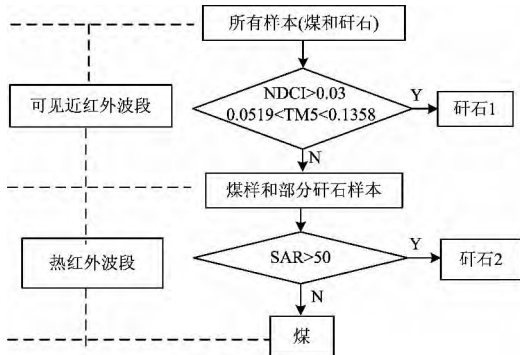 所有样本(煤和矸石)
NDCI>0.03
0.0519<TM5<0.1358
Y
矸石1
可见近红外波段
N
煤样和部分矸石样本
SAR>50
Y
矸石2
热红外波段
N
煤